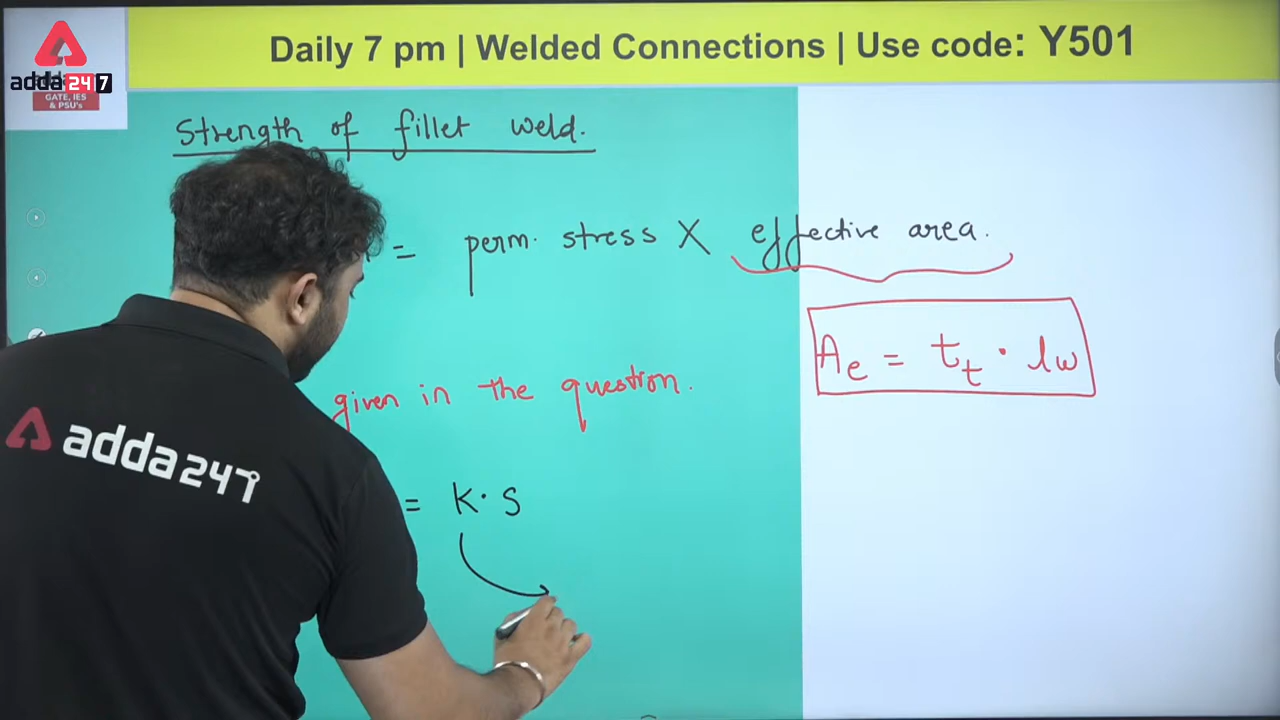 Daily 7 pm | Welded Connections | Use code: Y501
adda247
GATE, IES
& PSU's
Strength of fillet weld.
= perm. stress X effective area.
Ae = tt · lw
given in the question.
= K· S
adda247